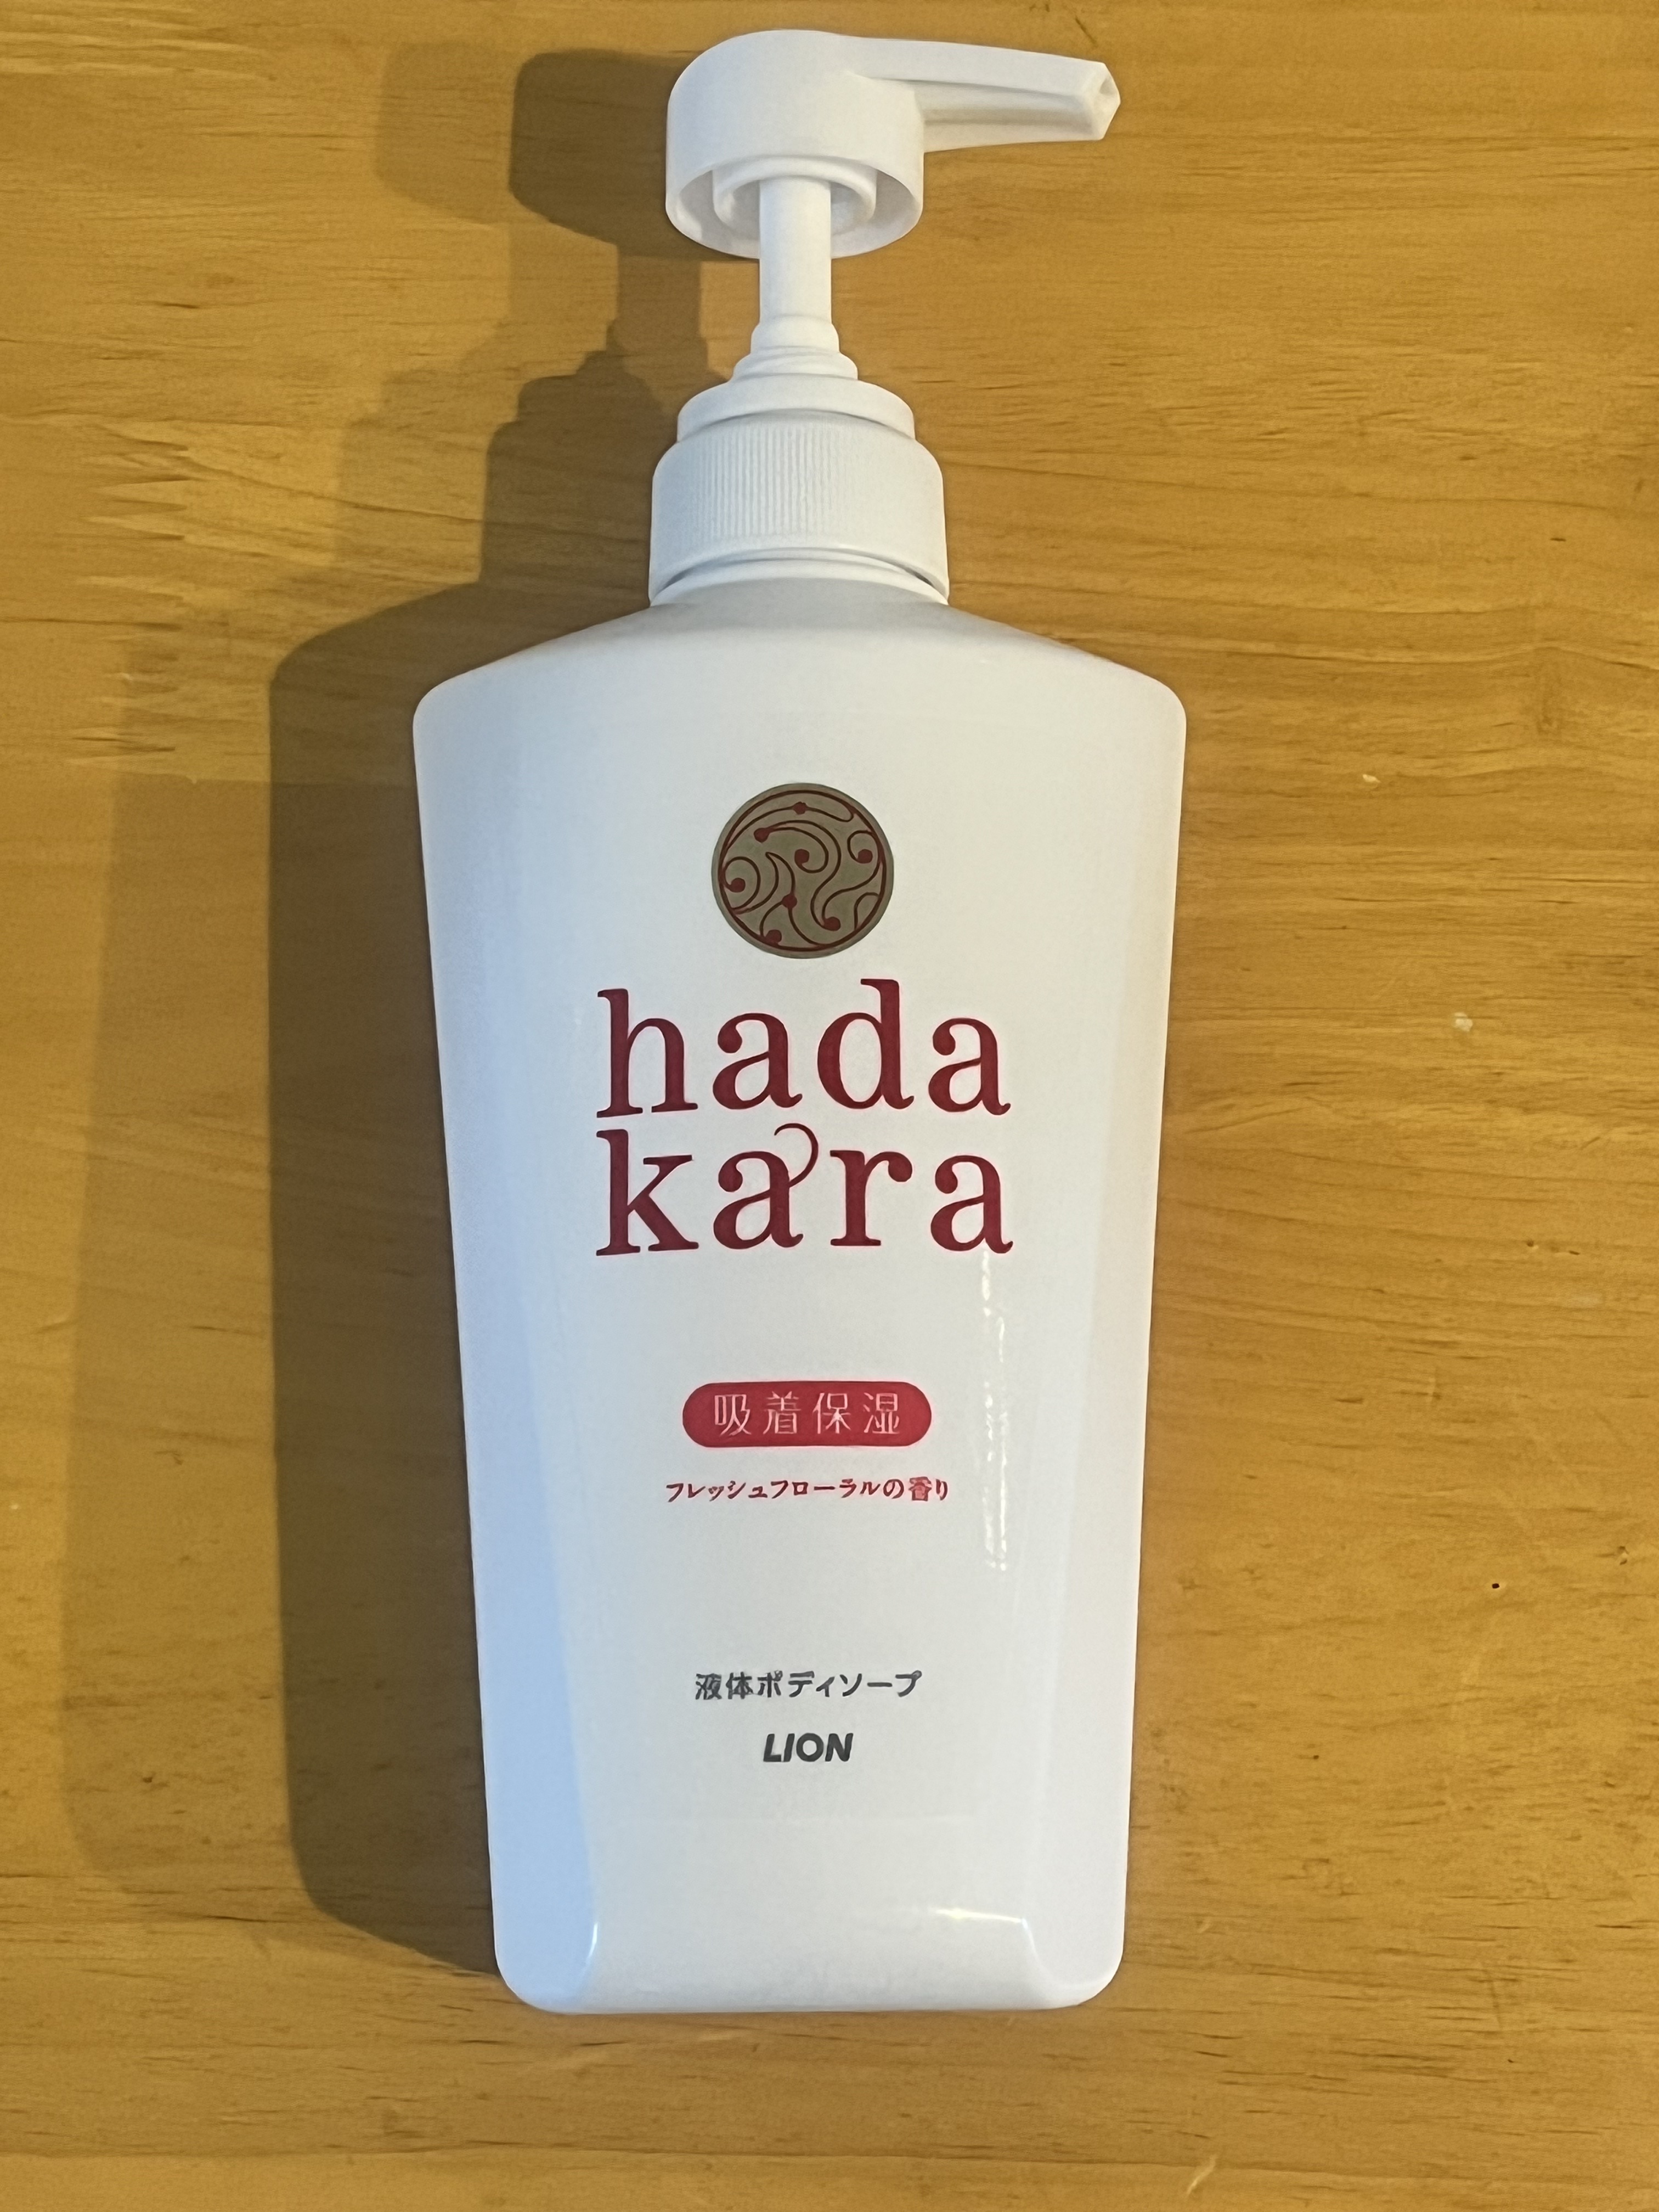 hada
kara
吸着保湿
フレッシュフローラルの香り
液体ボディソープ
LION